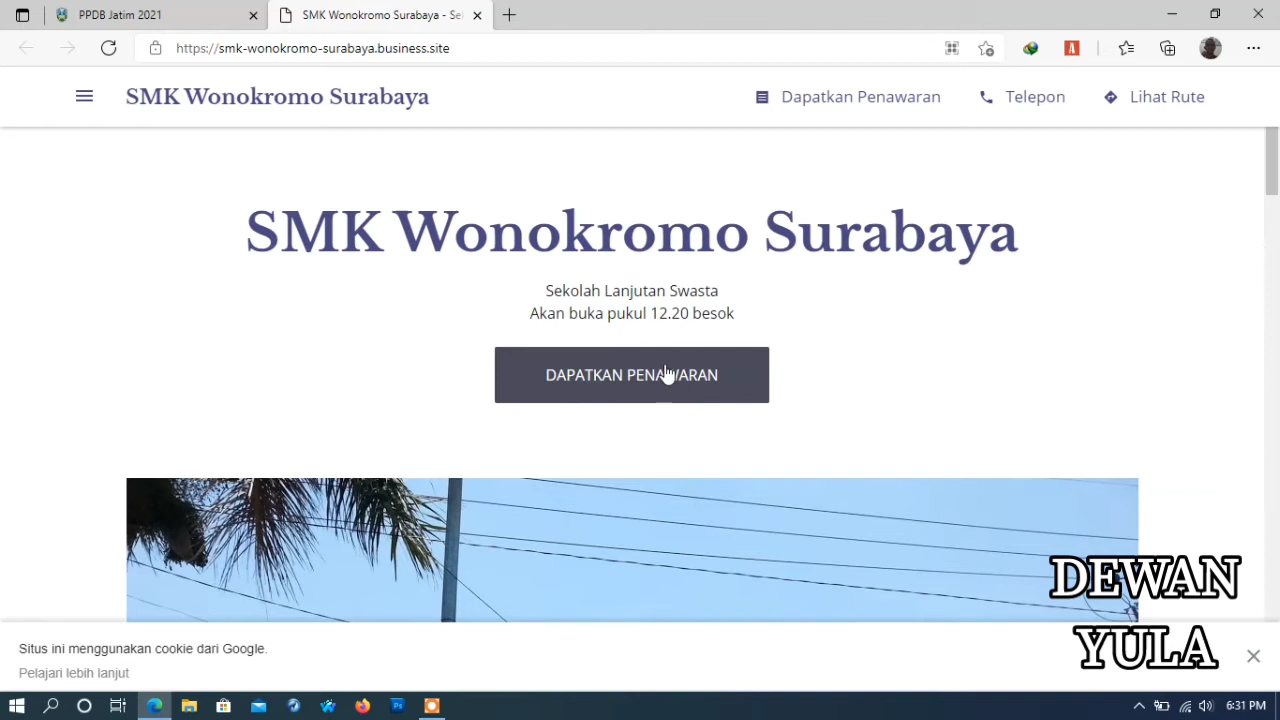 PPDB Jatim 2021
SMK Wonokromo Surabaya - Se
https://smk-wonokromo-surabaya.business.site
SMK Wonokromo Surabaya
Dapatkan Penawaran
Telepon
Lihat Rute
SMK Wonokromo Surabaya
Sekolah Lanjutan Swasta
Akan buka pukul 12.20 besok
DAPATKAN PENAWARAN
DEWAN
YULA
Situs ini menggunakan cookie dari Google.
Pelajari lebih lanjut
6:31 PM